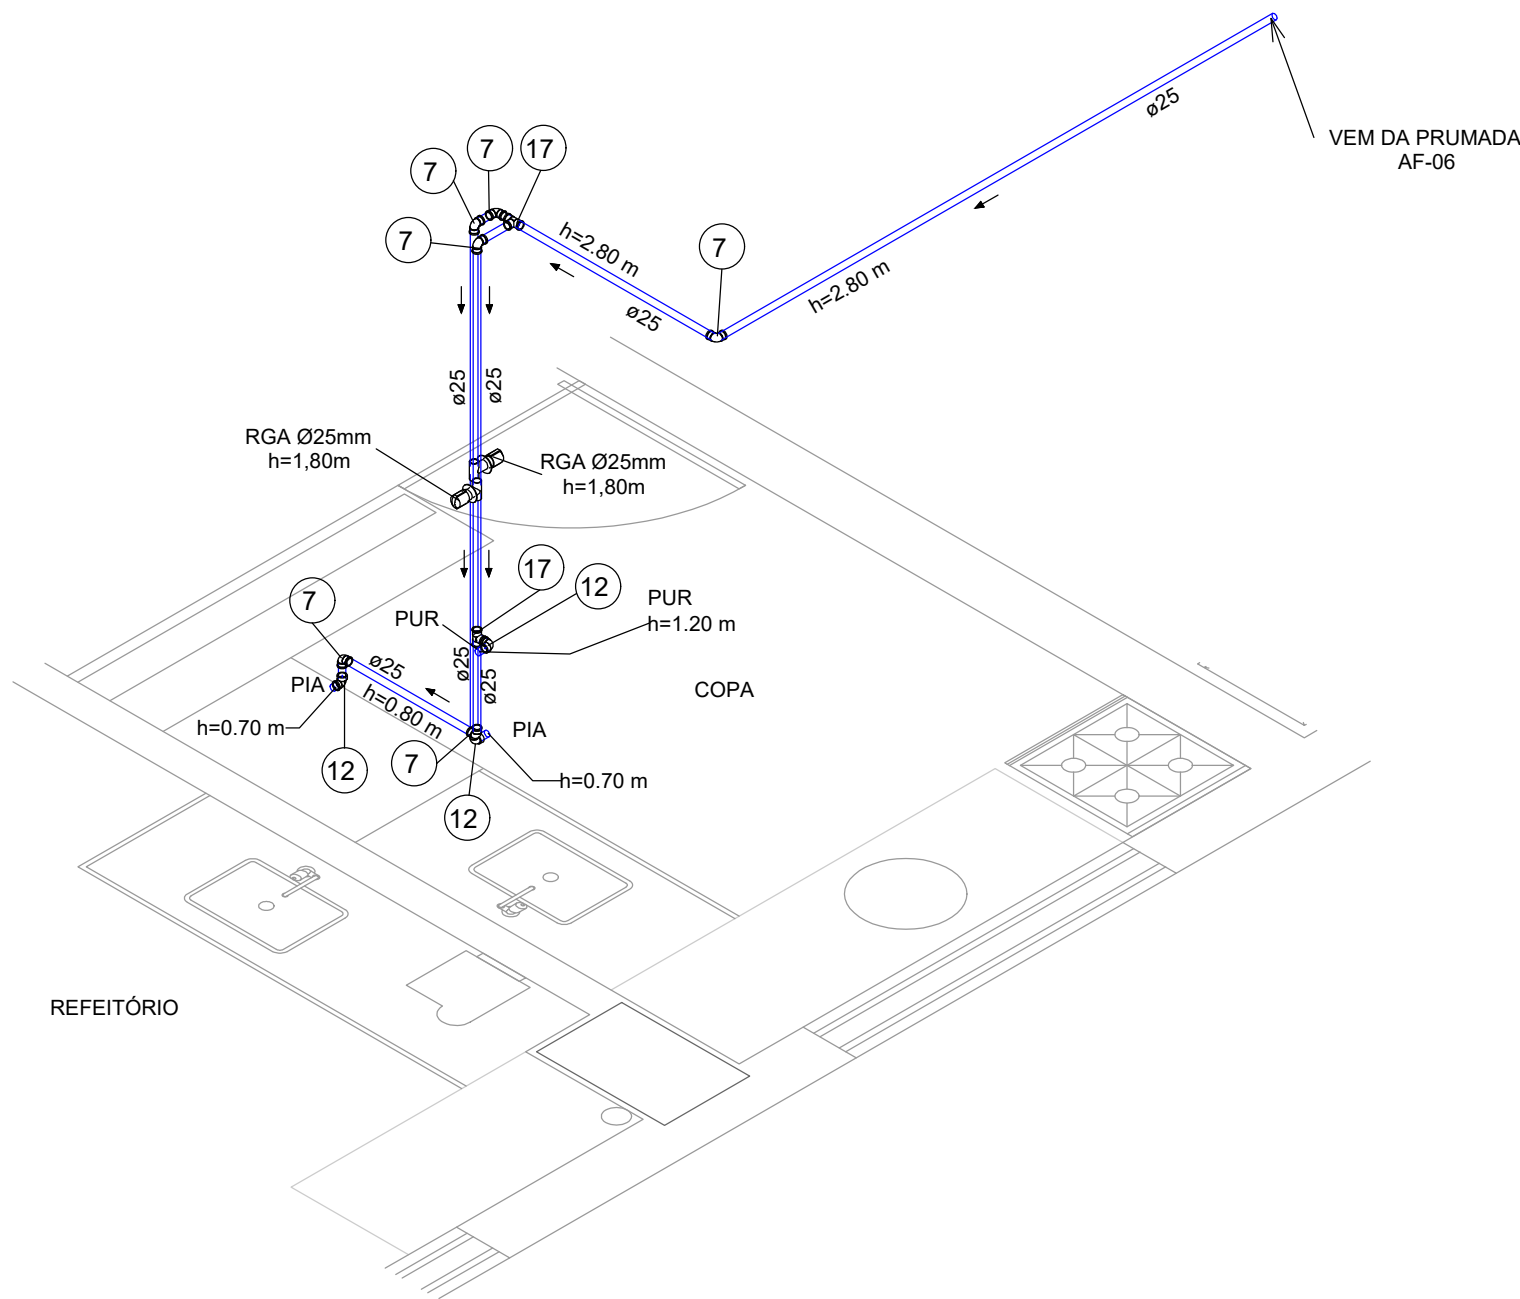 ø25
VEM DA PRUMADA
AF-06
7
17
7
7
h=2.80 m
7
h=2.80 m
ø25
ø25
ø25
RGA Ø25mm
h=1,80m
RGA Ø25mm
h=1,80m
17
12
7
PUR
PUR
h=1.20 m
ø25
ø25
ø25
PIA
h=0.80 m
COPA
h=0.70 m
PIA
7
12
h=0.70 m
12
REFEITÓRIO